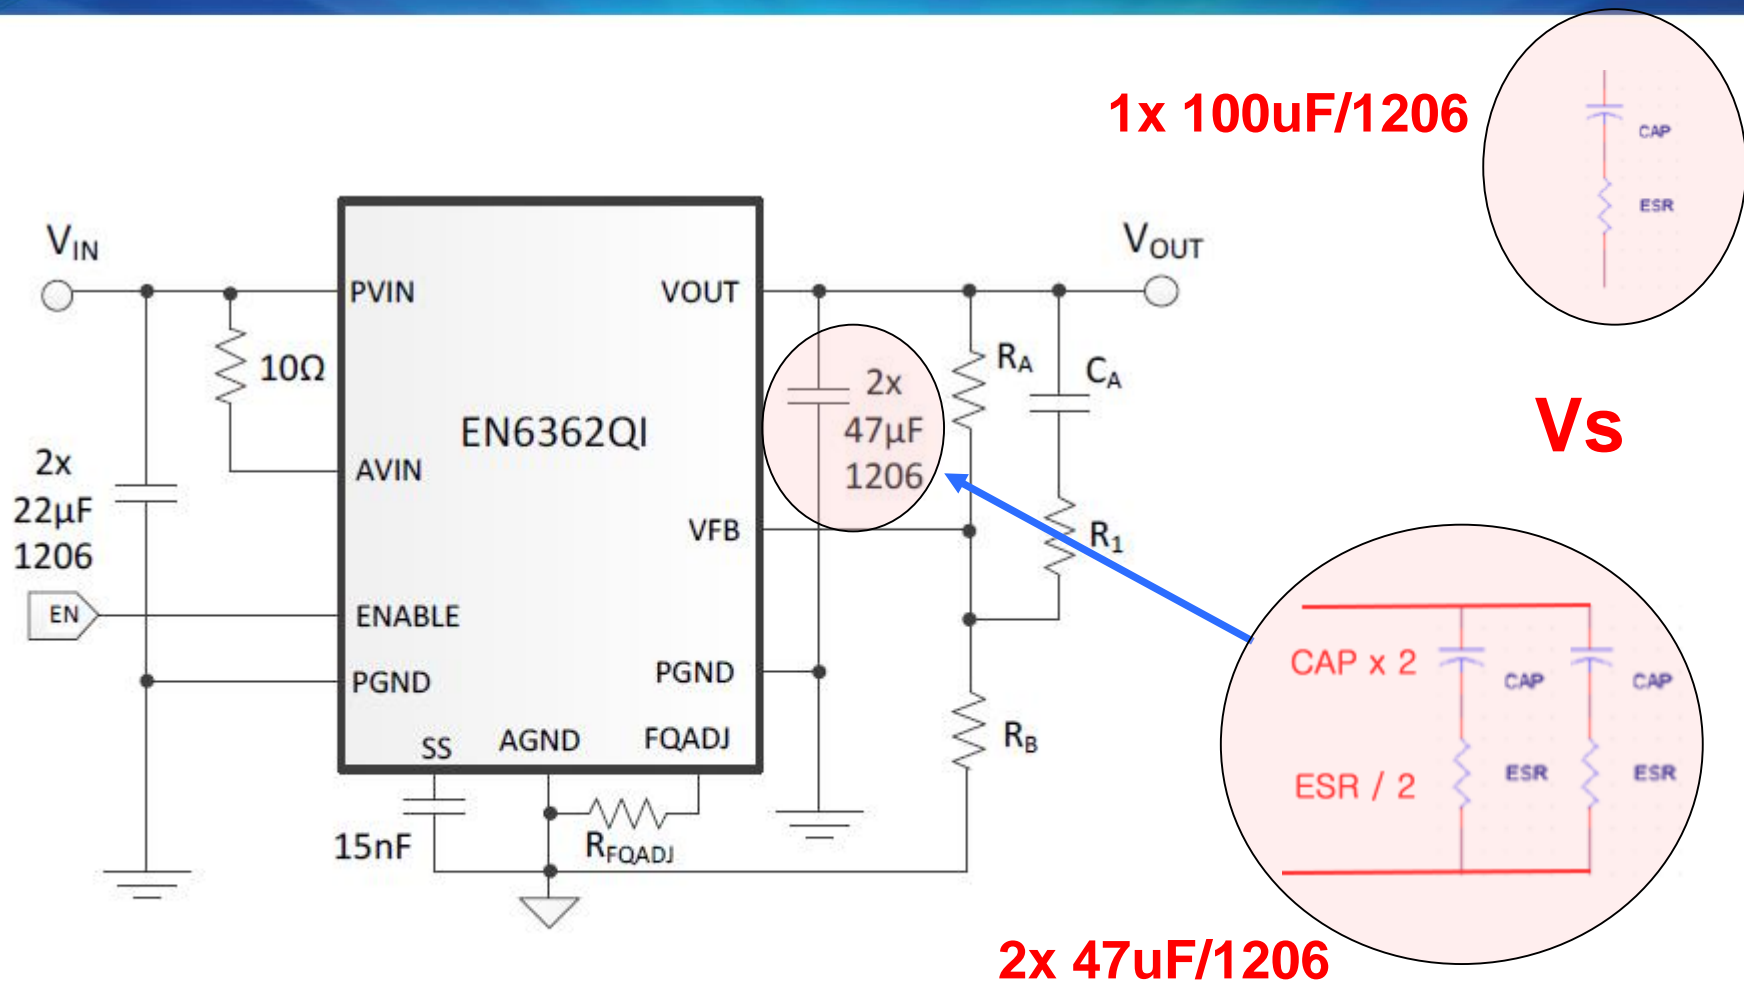 1x 100uF/1206
CAP
ESR
VIN
VOUT
PVIN
VOUT
10Ω
RA
CA
2x
47µF
1206
Vs
EN6362QI
2x
22µF
1206
AVIN
VFB
R1
EN
ENABLE
PGND
PGND
CAP x 2
CAP
CAP
ESR / 2
ESR
ESR
SS
AGND
FQADJ
RB
15nF
RFQADJ
2x 47uF/1206